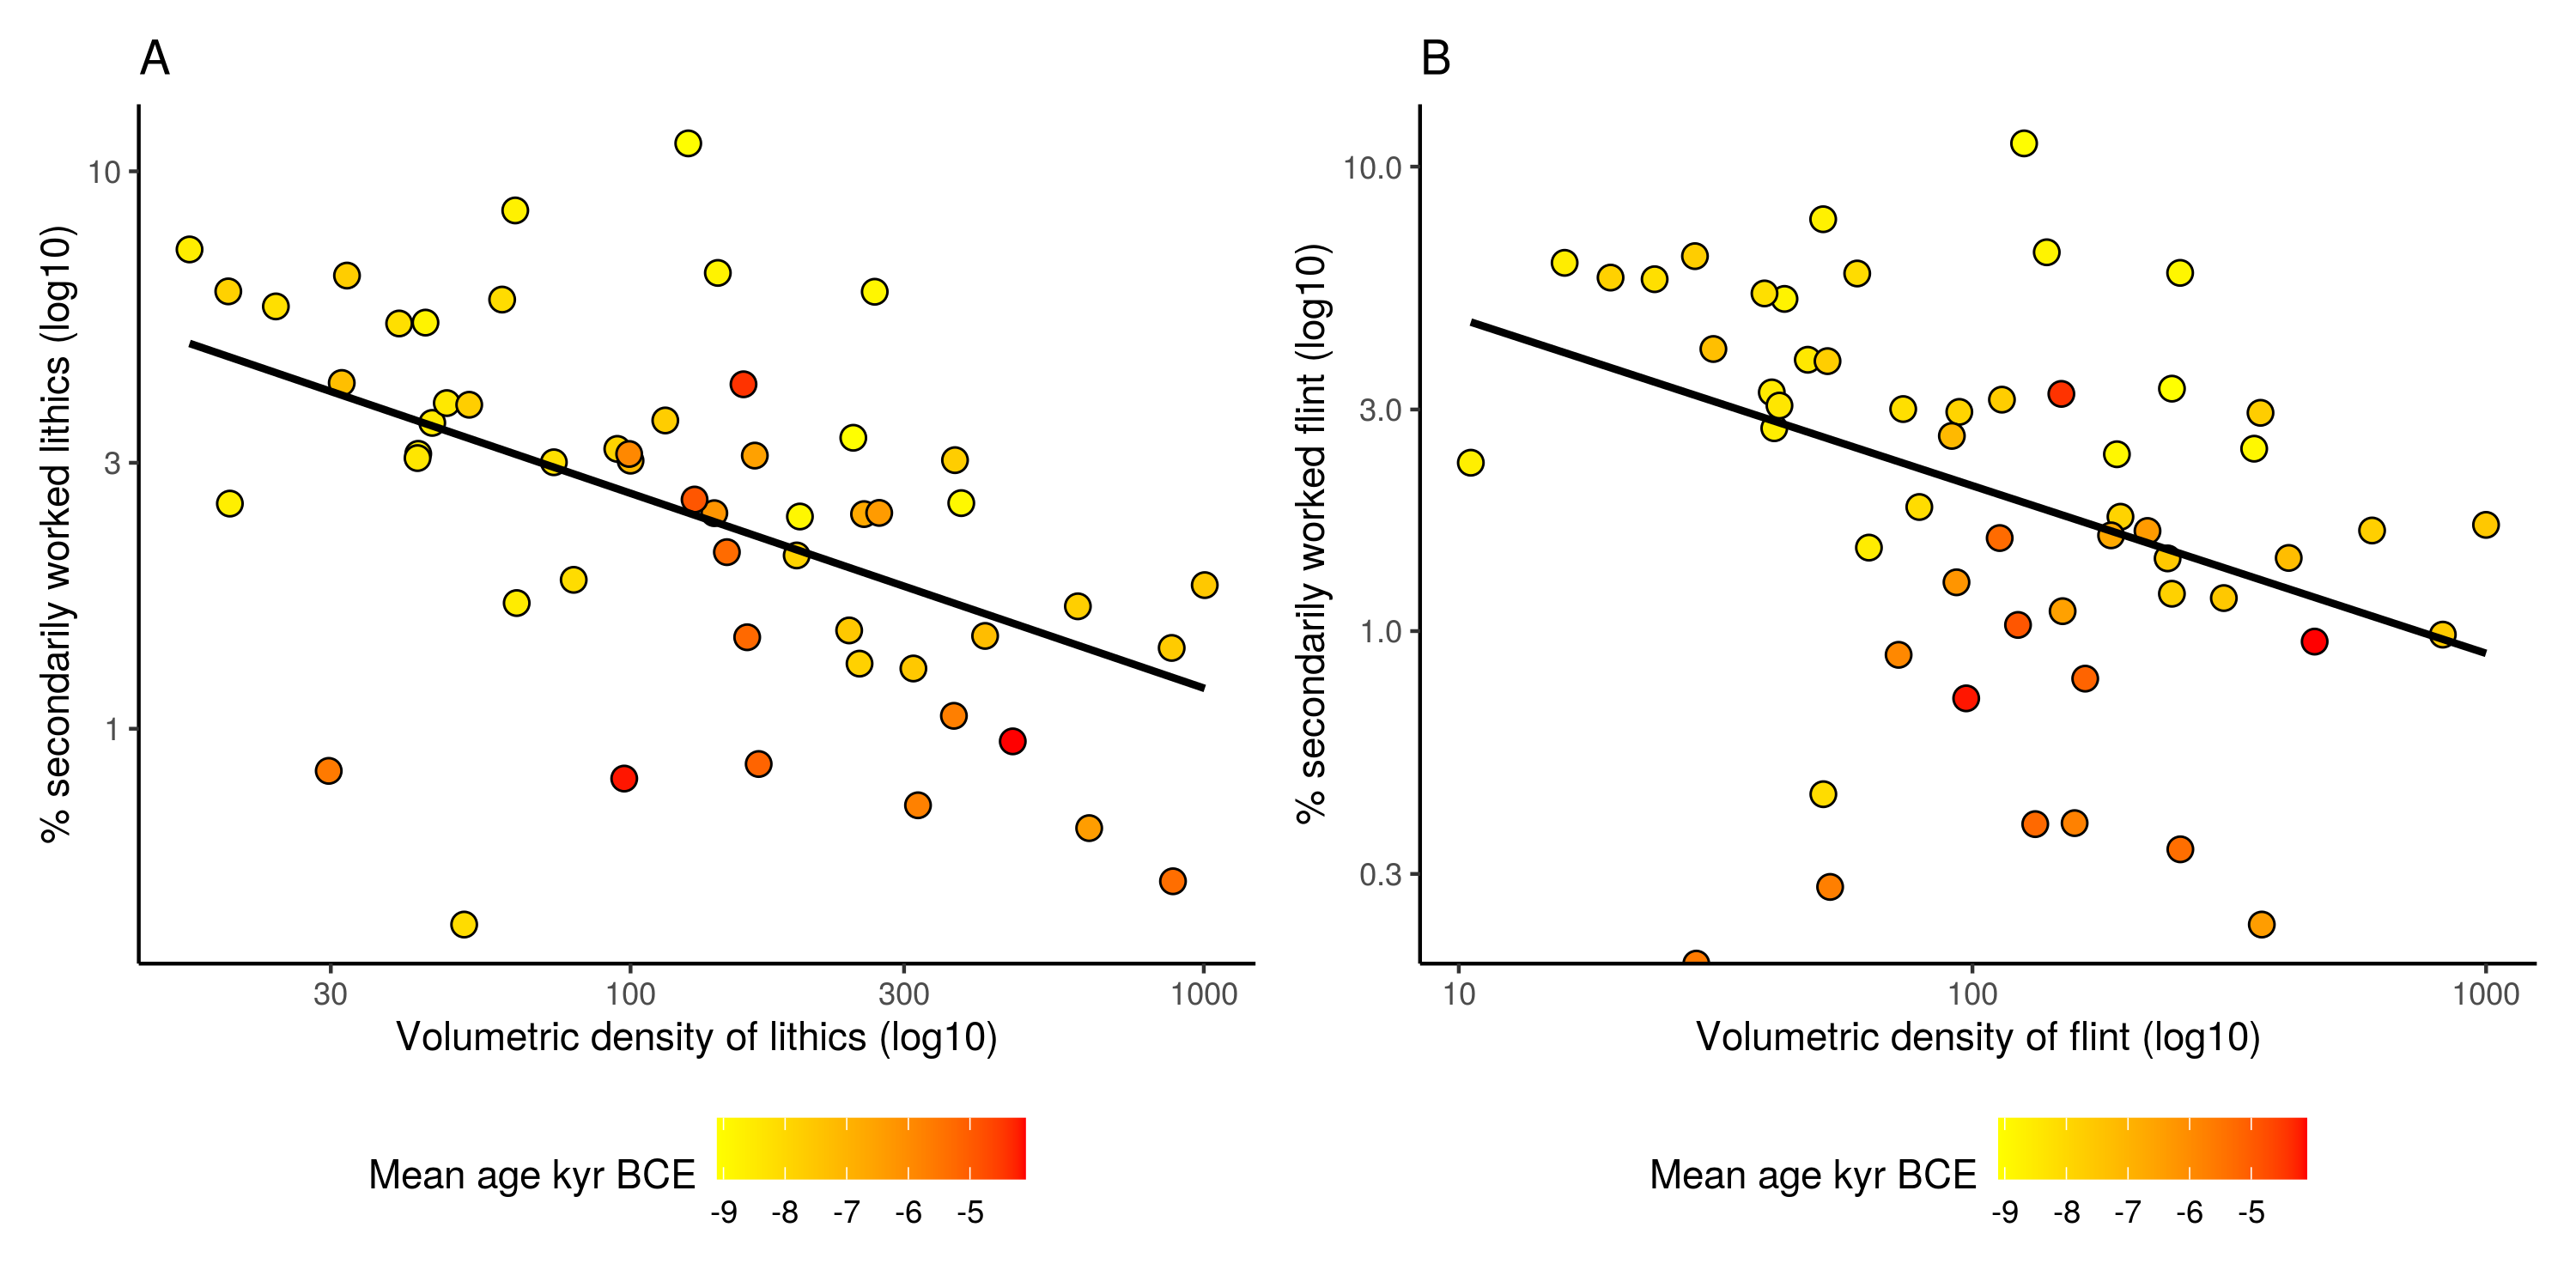 A
% secondarily worked lithics (log10)
10
3
1
30 100 300 1000
Volumetric density of lithics (log10)
Mean age kyr BCE
-9 -8 -7 -6 -5
B
% secondarily worked flint (log10)
10.0
3.0
1.0
0.3
10 100 1000
Volumetric density of flint (log10)
Mean age kyr BCE
-9 -8 -7 -6 -5